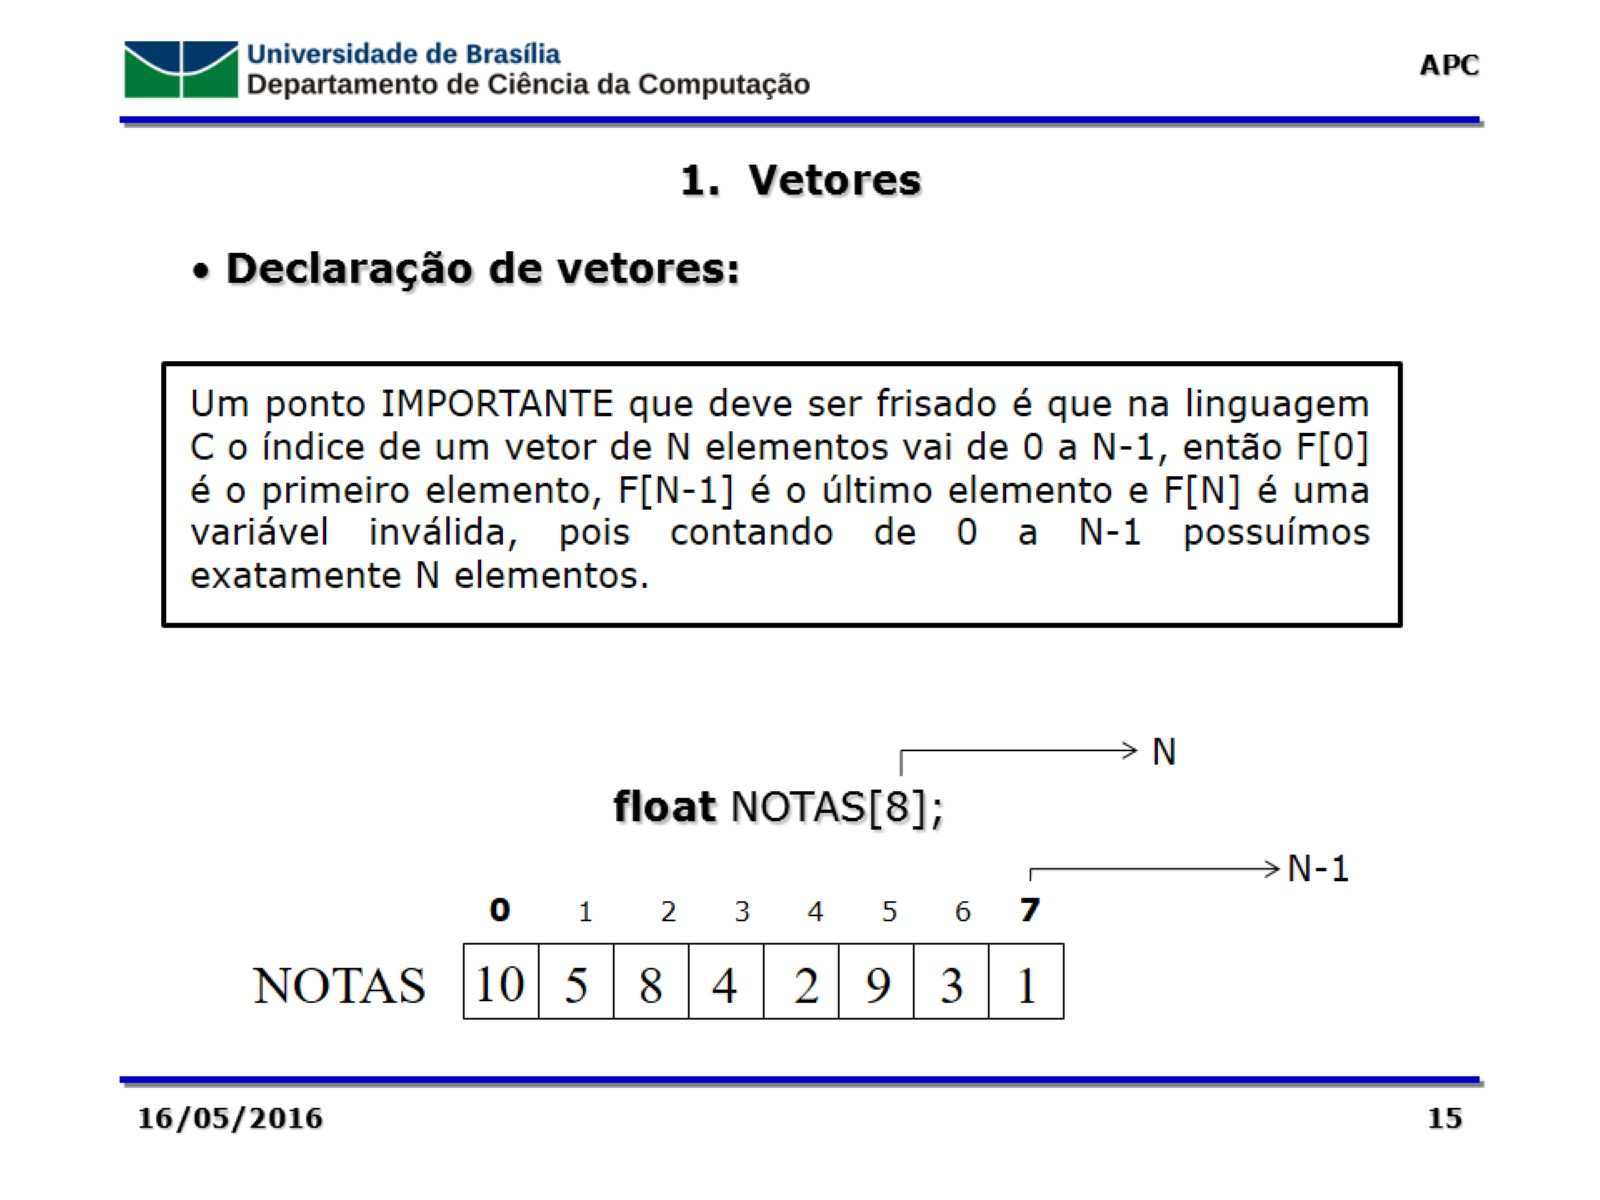 Universidade de Brasília
Departamento de Ciência da Computação
APC
1. Vetores
• Declaração de vetores:
Um ponto IMPORTANTE que deve ser frisado é que na linguagem
C o índice de um vetor de N elementos vai de 0 a N-1, então F[0]
é o primeiro elemento, F[N-1] é o último elemento e F[N] é uma
variável inválida, pois contando de 0 a N-1 possuímos
exatamente N elementos.
N
float NOTAS[8];
N-1
0 1 2 3 4 5 6 7
NOTAS 10 5 8 4 2 9 3 1
16/05/2016
15